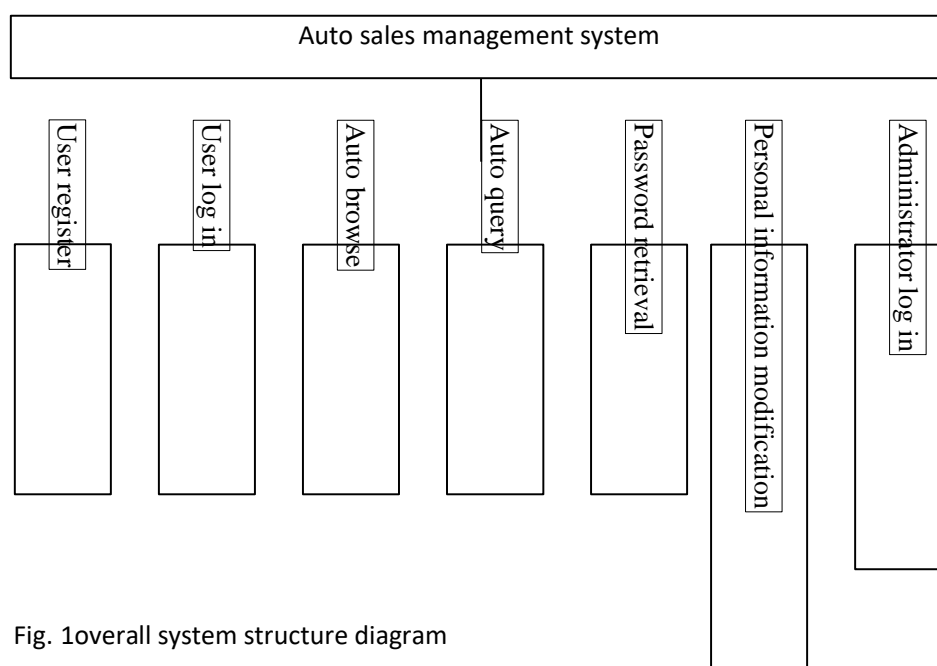 Auto sales management system
User register
User log in
Auto browse
Auto query
Password retrieval
Personal information modification
Administrator log in
Fig. 1overall system structure diagram